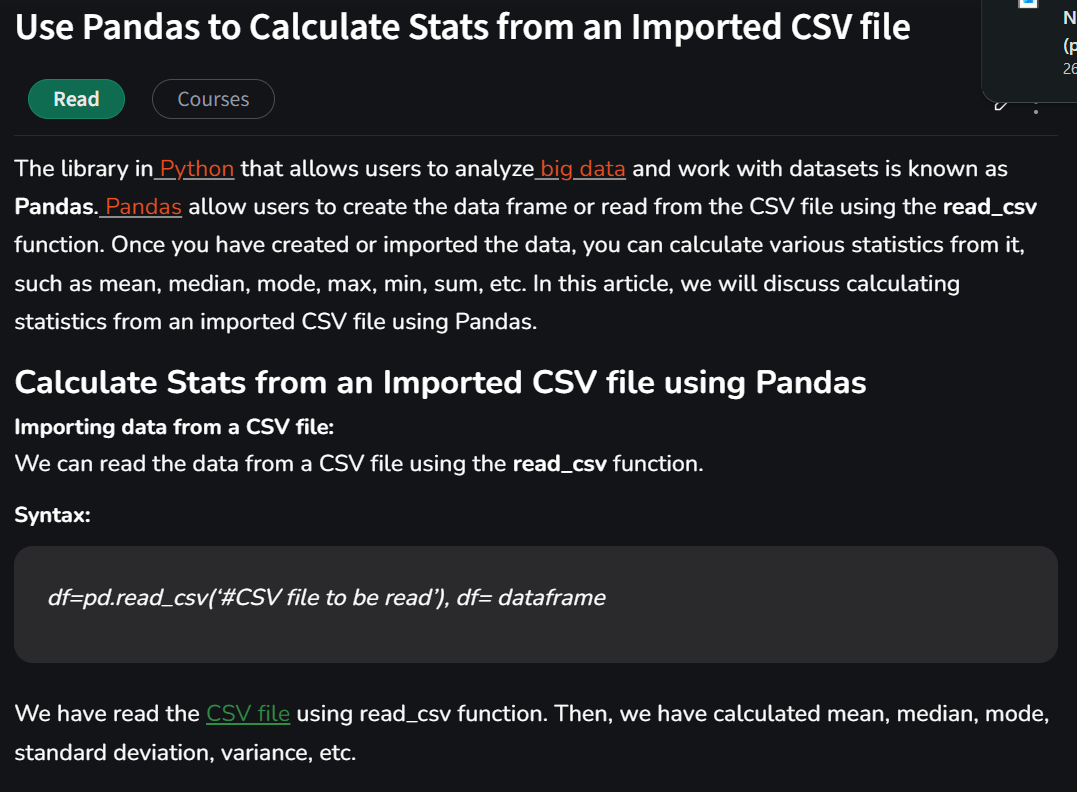 Use Pandas to Calculate Stats from an Imported CSV file
Read
Courses
The library in Python that allows users to analyze big data and work with datasets is known as
Pandas. Pandas allow users to create the data frame or read from the CSV file using the read_csv
function. Once you have created or imported the data, you can calculate various statistics from it,
such as mean, median, mode, max, min, sum, etc. In this article, we will discuss calculating
statistics from an imported CSV file using Pandas.
Calculate Stats from an Imported CSV file using Pandas
Importing data from a CSV file:
We can read the data from a CSV file using the read_csv function.
Syntax:
df=pd.read_csv(‘#CSV file to be read’), df= dataframe
We have read the CSV file using read_csv function. Then, we have calculated mean, median, mode,
standard deviation, variance, etc.